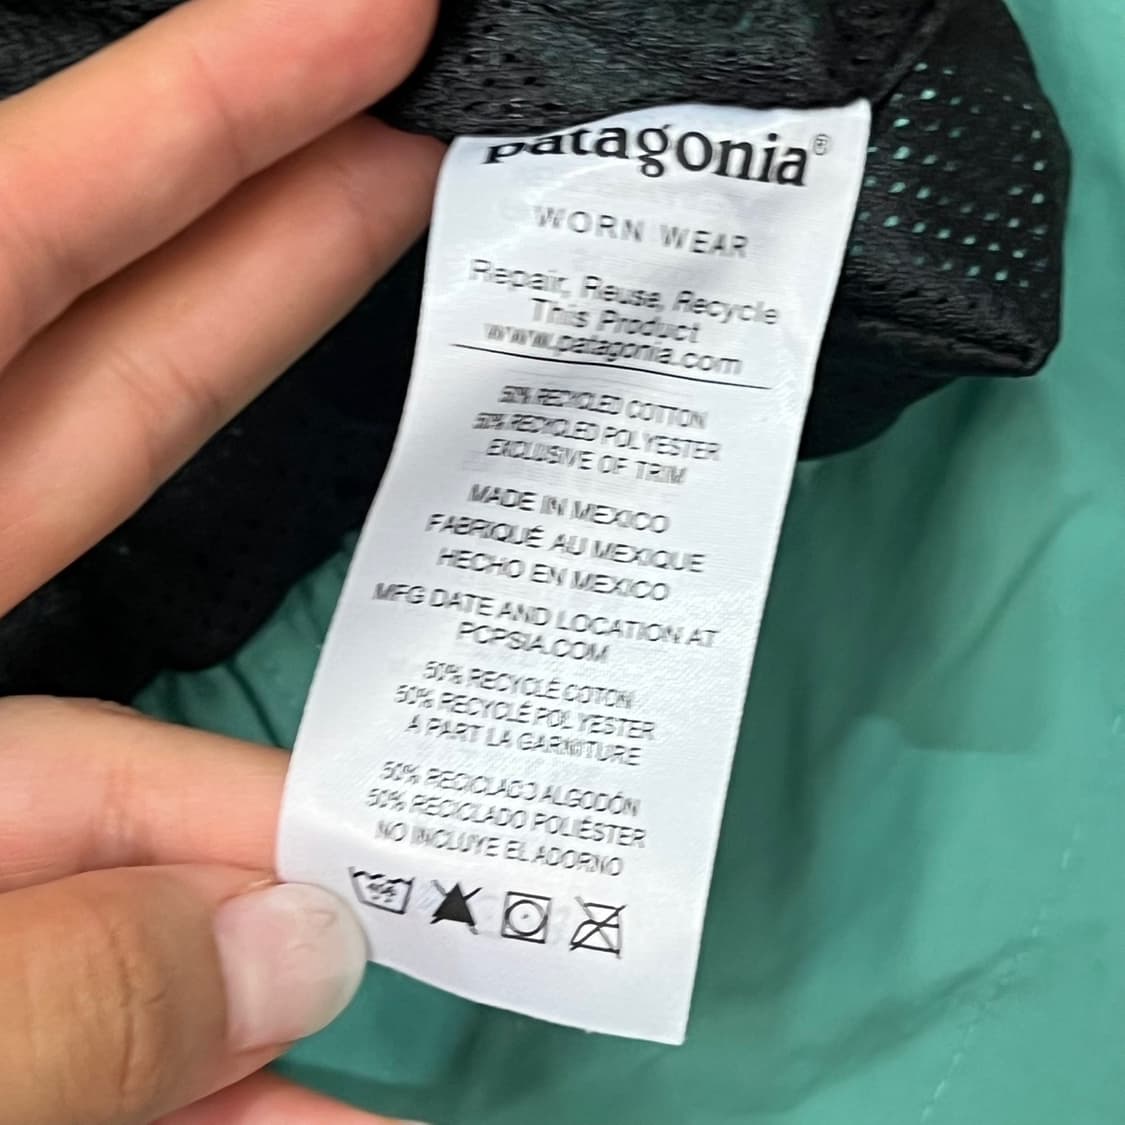 patagonia®
WORN WEAR
Repair, Reuse, Recycle
This Product
www.patagonia.com
50% RECYCLED COTTON
50% RECYCLED POLYESTER
EXCLUSIVE OF TRIM
MADE IN MEXICO
FABRIQUÉ AU MEXIQUE
HECHO EN MEXICO
MFG DATE AND LOCATION AT
POPSIA.COM
50% RECYCLÉ COTON
50% RECYCLÉ POLYESTER
A PART LA GARNITURE
50% RECICLADO ALGODÓN
50% RECICLADO POLIÉSTER
NO INCLUYE EL ADORNO